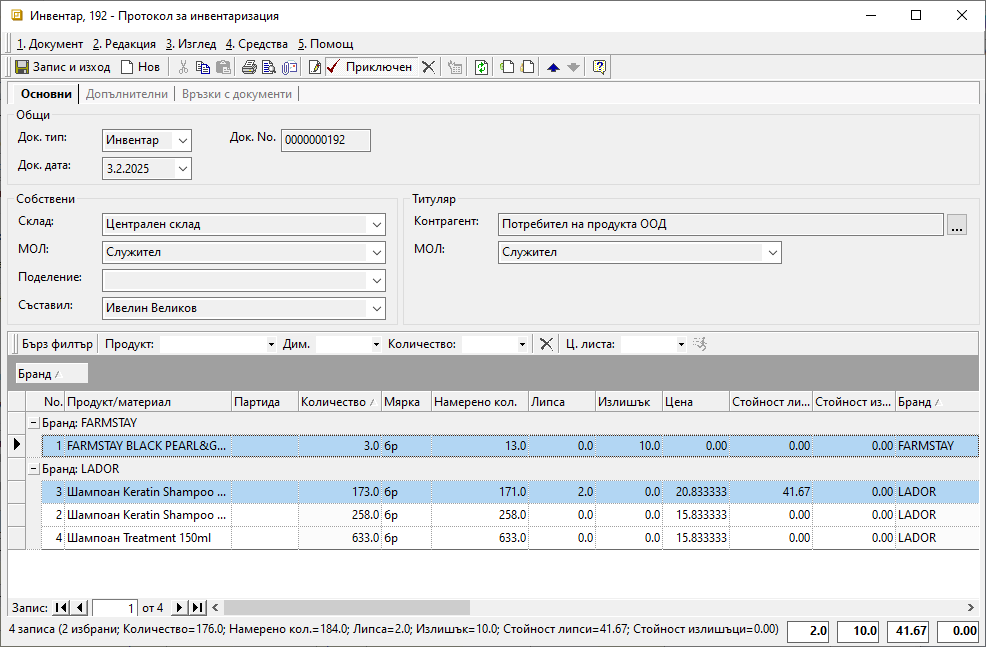 Инвентар, 192 - Протокол за инвентаризация
1. Документ 2. Редакция 3. Изглед 4. Средства 5. Помощ
Запис и изход Нов Приключен
Основни Допълнителни Връзки с документи
Общи
Док. тип: Инвентар Док. No. 0000000192
Док. дата: 3.2.2025
Собствени Титуляр
Склад: Централен склад Контрагент: Потребител на продукта ООД ...
МОЛ: Служител МОЛ: Служител
Поделение:
Съставил: Ивелин Великов
Бърз филтър Продукт: Дим. Количество: Ц. листа:
Бранд
No. Продукт/материал Партида Количество Мярка Намерено кол. Липса Излишък Цена Стойност ли... Стойност из... Бранд
Бранд: FARMSTAY
1 FARMSTAY BLACK PEARL&G... 3.0 бр 13.0 0.0 10.0 0.00 0.00 0.00 FARMSTAY
Бранд: LADOR
3 Шампоан Keratin Shampoo ... 173.0 бр 171.0 2.0 0.0 20.833333 41.67 0.00 LADOR
2 Шампоан Keratin Shampoo ... 258.0 бр 258.0 0.0 0.0 15.833333 0.00 0.00 LADOR
4 Шампоан Treatment 150ml 633.0 бр 633.0 0.0 0.0 15.833333 0.00 0.00 LADOR
Запис: 1 от 4
4 записа (2 избрани; Количество=176.0; Намерено кол.=184.0; Липса=2.0; Излишък=10.0; Стойност липси=41.67; Стойност излишъци=0.00) 2.0 10.0 41.67 0.00